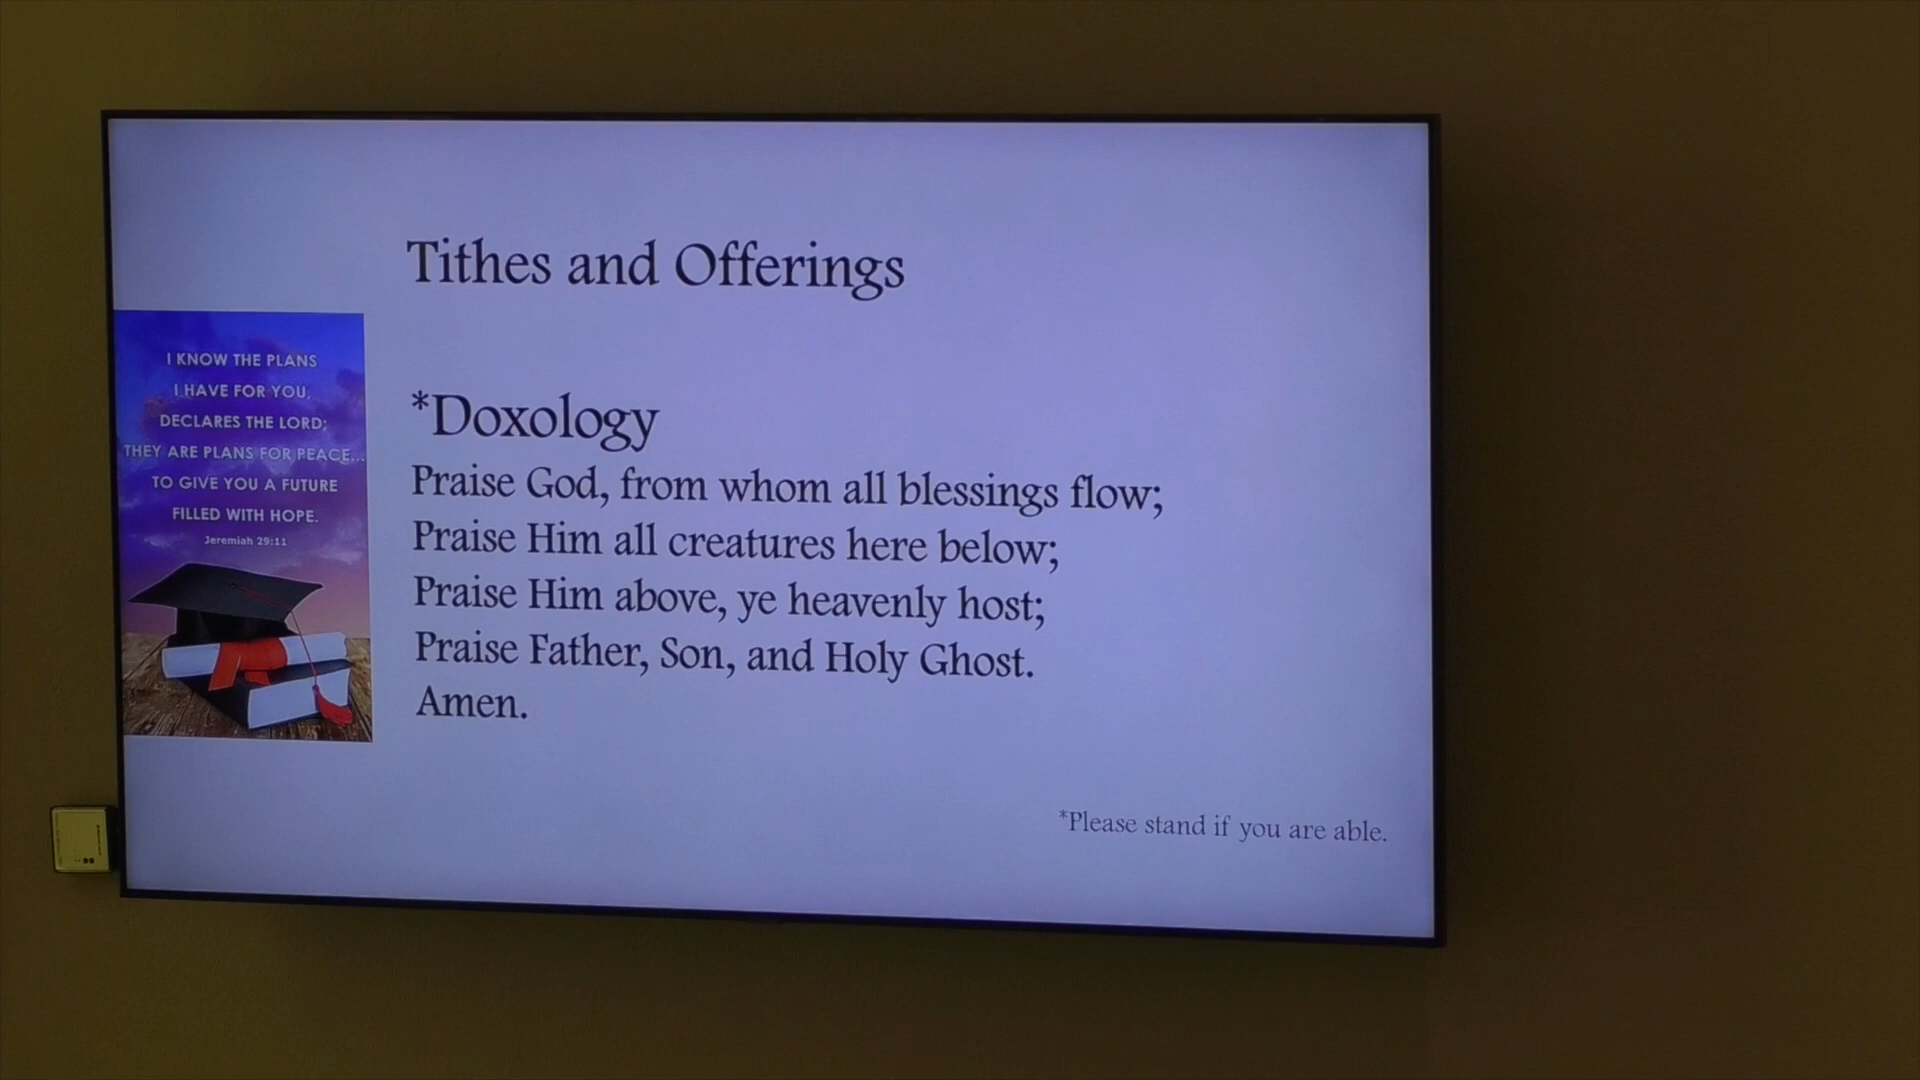 Tithes and Offerings
I KNOW THE PLANS
I HAVE FOR YOU,
DECLARES THE LORD;
THEY ARE PLANS FOR PEACE...
TO GIVE YOU A FUTURE
FILLED WITH HOPE.
Jeremiah 29:11
*Doxology
Praise God, from whom all blessings flow;
Praise Him all creatures here below;
Praise Him above, ye heavenly host;
Praise Father, Son, and Holy Ghost.
Amen.
*Please stand if you are able.